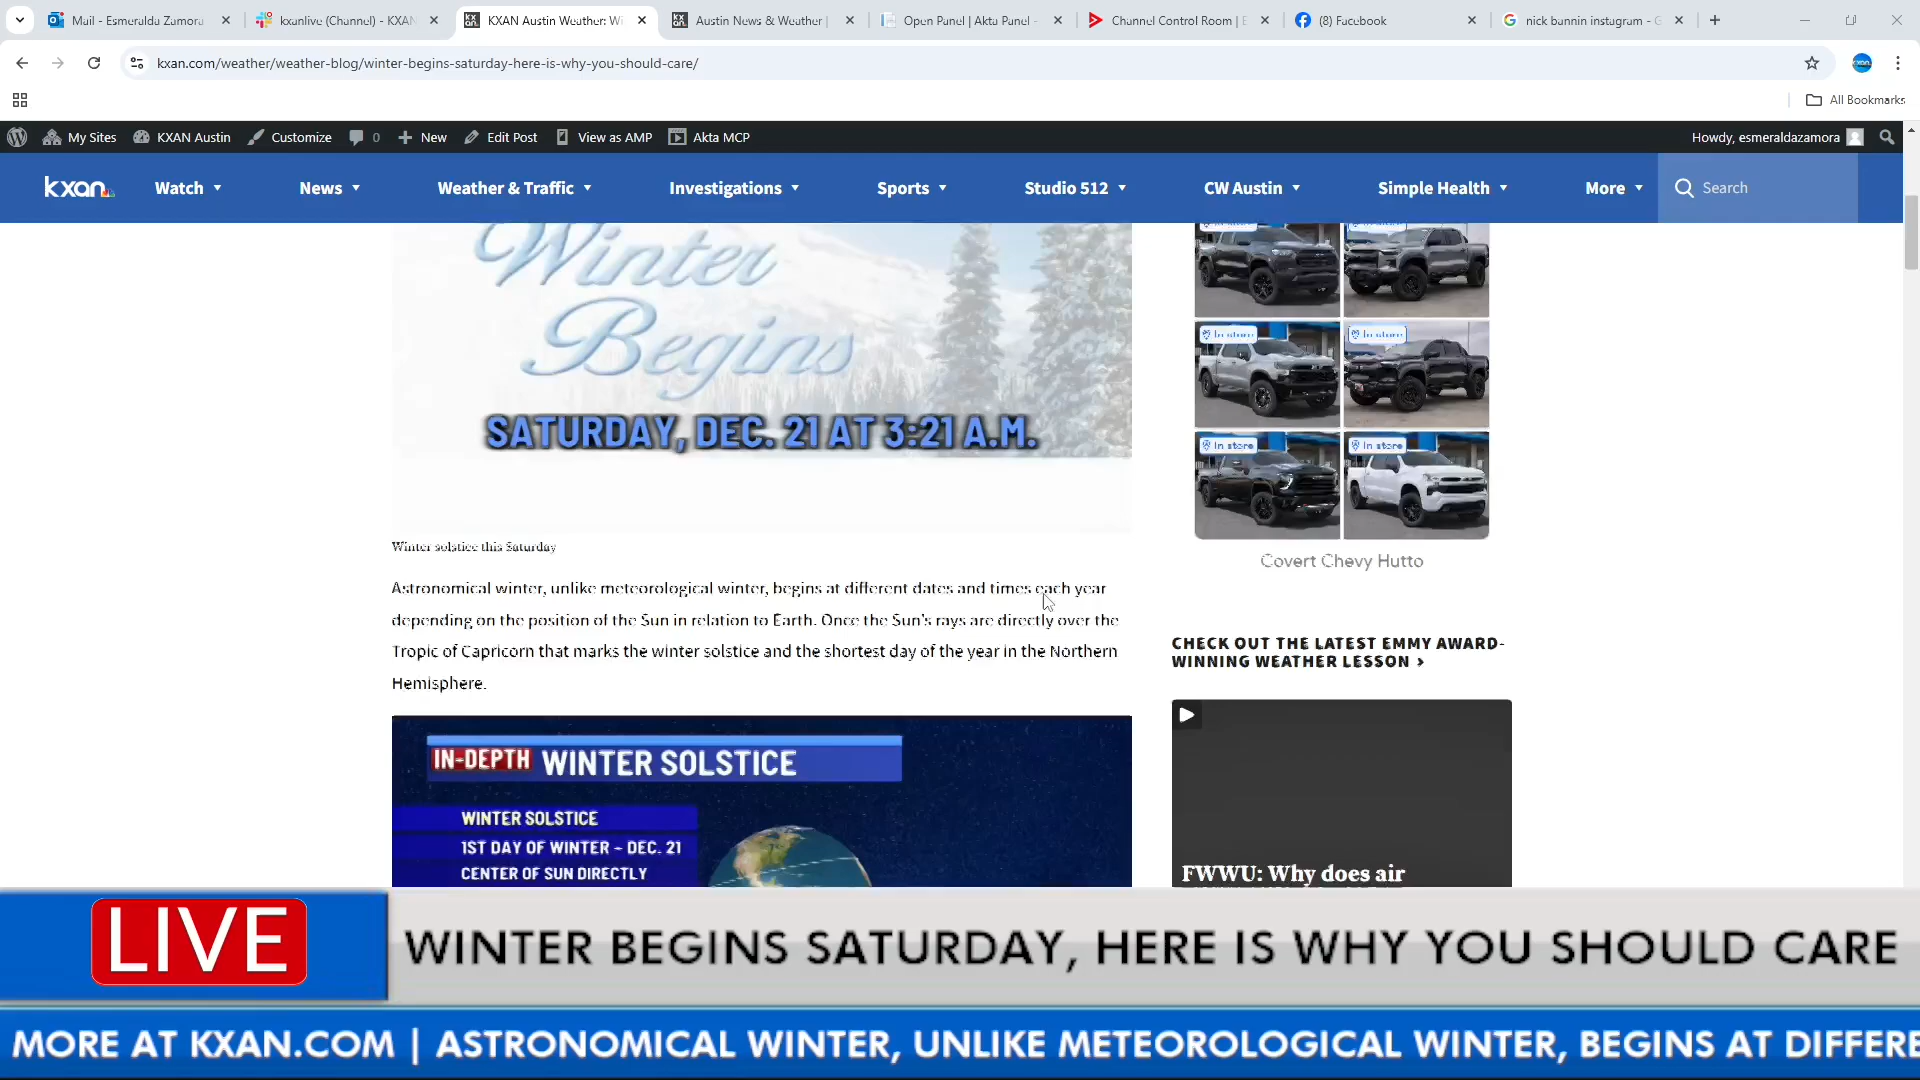 Mail - Esmeralda Zamora
kxanlive (Channel) - KXAN
KXAN Austin Weather: Wi
Austin News & Weather |
Open Panel | Akta Panel -
Channel Control Room | E
(8) Facebook
nick bannin instagram - G
kxan.com/weather/weather-blog/winter-begins-saturday-here-is-why-you-should-care/
All Bookmarks
My Sites
KXAN Austin
Customize
0
New
Edit Post
View as AMP
Akta MCP
Howdy, esmeraldazamora
kxan
Watch
News
Weather & Traffic
Investigations
Sports
Studio 512
CW Austin
Simple Health
More
Search
Winter
Begins
SATURDAY, DEC. 21 AT 3:21 A.M.
In store In store
In store In store
Covert Chevy Hutto
Winter solstice this Saturday
Astronomical winter, unlike meteorological winter, begins at different dates and times each year
depending on the position of the Sun in relation to Earth. Once the Sun's rays are directly over the
Tropic of Capricorn that marks the winter solstice and the shortest day of the year in the Northern
Hemisphere.
CHECK OUT THE LATEST EMMY AWARD-
WINNING WEATHER LESSON ›
IN-DEPTH WINTER SOLSTICE
WINTER SOLSTICE
1ST DAY OF WINTER - DEC. 21
CENTER OF SUN DIRECTLY
FWWU: Why does air
LIVE
WINTER BEGINS SATURDAY, HERE IS WHY YOU SHOULD CARE
MORE AT KXAN.COM | ASTRONOMICAL WINTER, UNLIKE METEOROLOGICAL WINTER, BEGINS AT DIFFERE